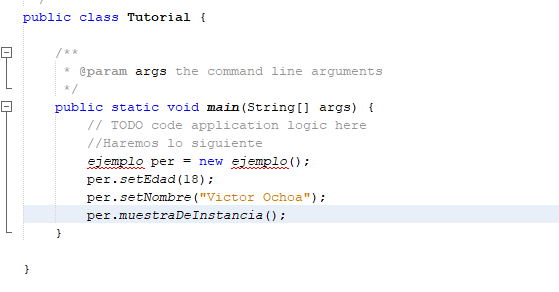 public class Tutorial {
/**
* @param args the command line arguments
*/
public static void main(String[] args) {
// TODO code application logic here
//Haremos lo siguiente
ejemplo per = new ejemplo();
per.setEdad(18);
per.setNombre("Victor Ochoa");
per.muestraDeInstancia();
}
}